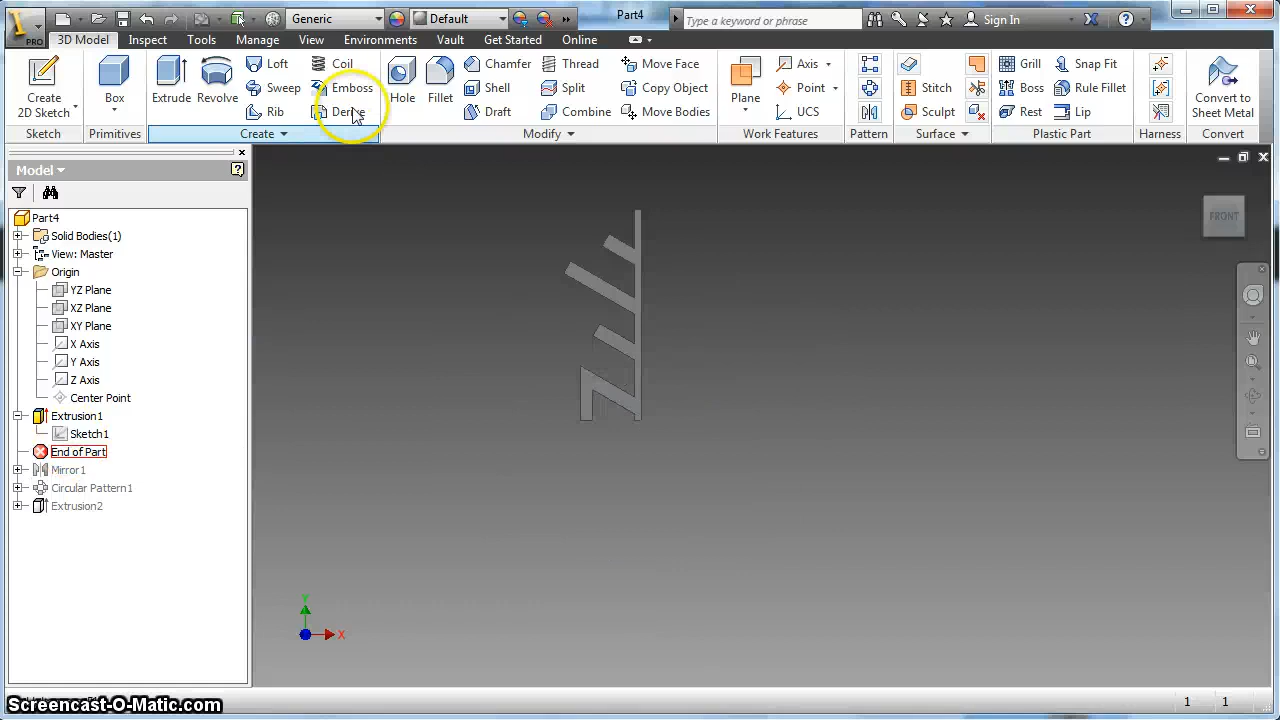 Generic
Default
Part4
Type a keyword or phrase
Sign In
PRO
3D Model Inspect Tools Manage View Environments Vault Get Started Online
Create
2D Sketch
Box
Extrude
Revolve
Loft
Sweep
Rib
Coil
Emboss
Hole
Fillet
Chamfer
Shell
Draft
Thread
Split
Combine
Move Face
Copy Object
Move Bodies
Plane
Axis
Point
UCS
Stitch
Sculpt
Grill
Boss
Rest
Snap Fit
Rule Fillet
Lip
Convert to
Sheet Metal
Sketch Primitives Create Modify Work Features Pattern Surface Plastic Part Harness Convert
Model
Part4
Solid Bodies(1)
View: Master
Origin
YZ Plane
XZ Plane
XY Plane
X Axis
Y Axis
Z Axis
Center Point
Extrusion1
Sketch1
End of Part
Mirror1
Circular Pattern1
Extrusion2
FRONT
Y
X
1 1
Screencast-O-Matic.com